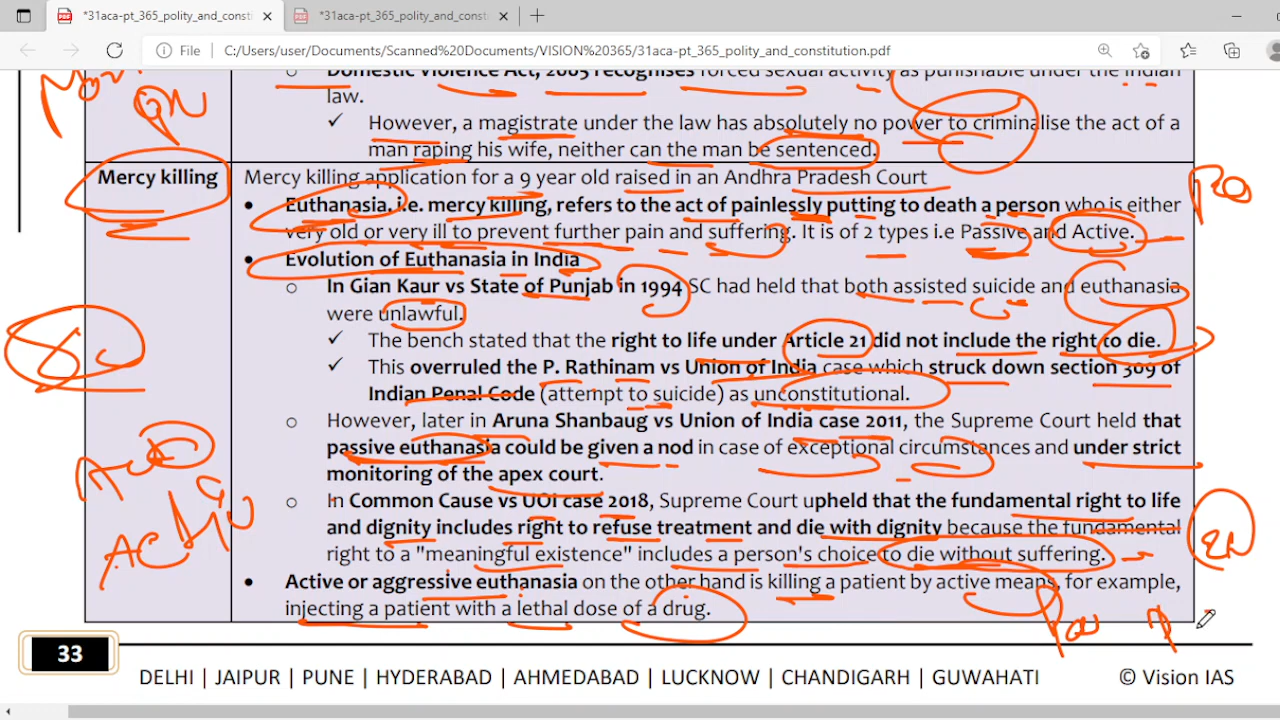 *31aca-pt_365_polity_and_const
*31aca-pt_365_polity_and_const
File
C:/Users/user/Documents/Scanned%20Documents/VISION%20365/31aca-pt_365_polity_and_constitution.pdf
Domestic Violence Act, 2005 recognises forced sexual activity as punishable under the Indian
law.
However, a magistrate under the law has absolutely no power to criminalise the act of a
man raping his wife, neither can the man be sentenced.
Mercy killing
Mercy killing application for a 9 year old raised in an Andhra Pradesh Court
Euthanasia, i.e. mercy killing, refers to the act of painlessly putting to death a person who is either
very old or very ill to prevent further pain and suffering. It is of 2 types i.e Passive and Active.
Evolution of Euthanasia in India
In Gian Kaur vs State of Punjab in 1994 SC had held that both assisted suicide and euthanasia
were unlawful.
The bench stated that the right to life under Article 21 did not include the right to die.
This overruled the P. Rathinam vs Union of India case which struck down section 309 of
Indian Penal Code (attempt to suicide) as unconstitutional.
However, later in Aruna Shanbaug vs Union of India case 2011, the Supreme Court held that
passive euthanasia could be given a nod in case of exceptional circumstances and under strict
monitoring of the apex court.
In Common Cause vs UOI case 2018, Supreme Court upheld that the fundamental right to life
and dignity includes right to refuse treatment and die with dignity because the fundamental
right to a "meaningful existence" includes a person's choice to die without suffering.
Active or aggressive euthanasia on the other hand is killing a patient by active means, for example,
injecting a patient with a lethal dose of a drug.
33
DELHI | JAIPUR | PUNE | HYDERABAD | AHMEDABAD | LUCKNOW | CHANDIGARH | GUWAHATI
© Vision IAS